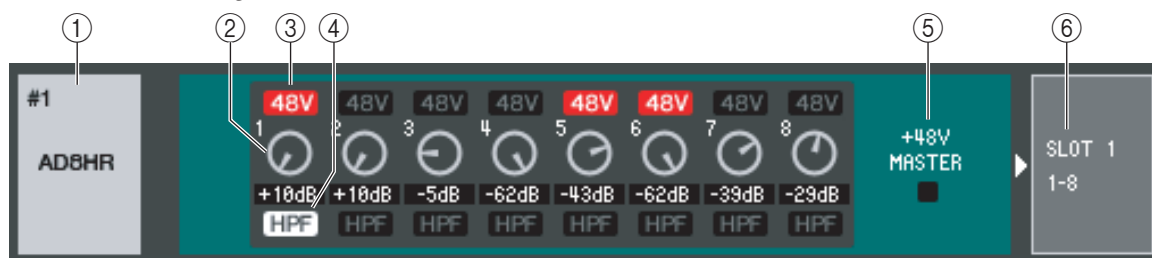 ① ② ③ ④ ⑤ ⑥
#1
AD8HR
48V 48V 48V 48V 48V 48V 48V 48V
1 2 3 4 5 6 7 8
+10dB +10dB -5dB -62dB -43dB -62dB -39dB -29dB
HPF HPF HPF HPF HPF HPF HPF HPF
+48V
MASTER
SLOT 1
1-8